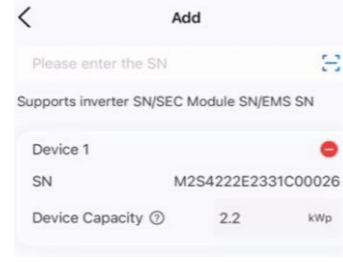 Add
Please enter the SN
Supports inverter SN/SEC Module SN/EMS SN
Device 1
SN M2S4222E2331C00026
Device Capacity ? 2.2 kWp